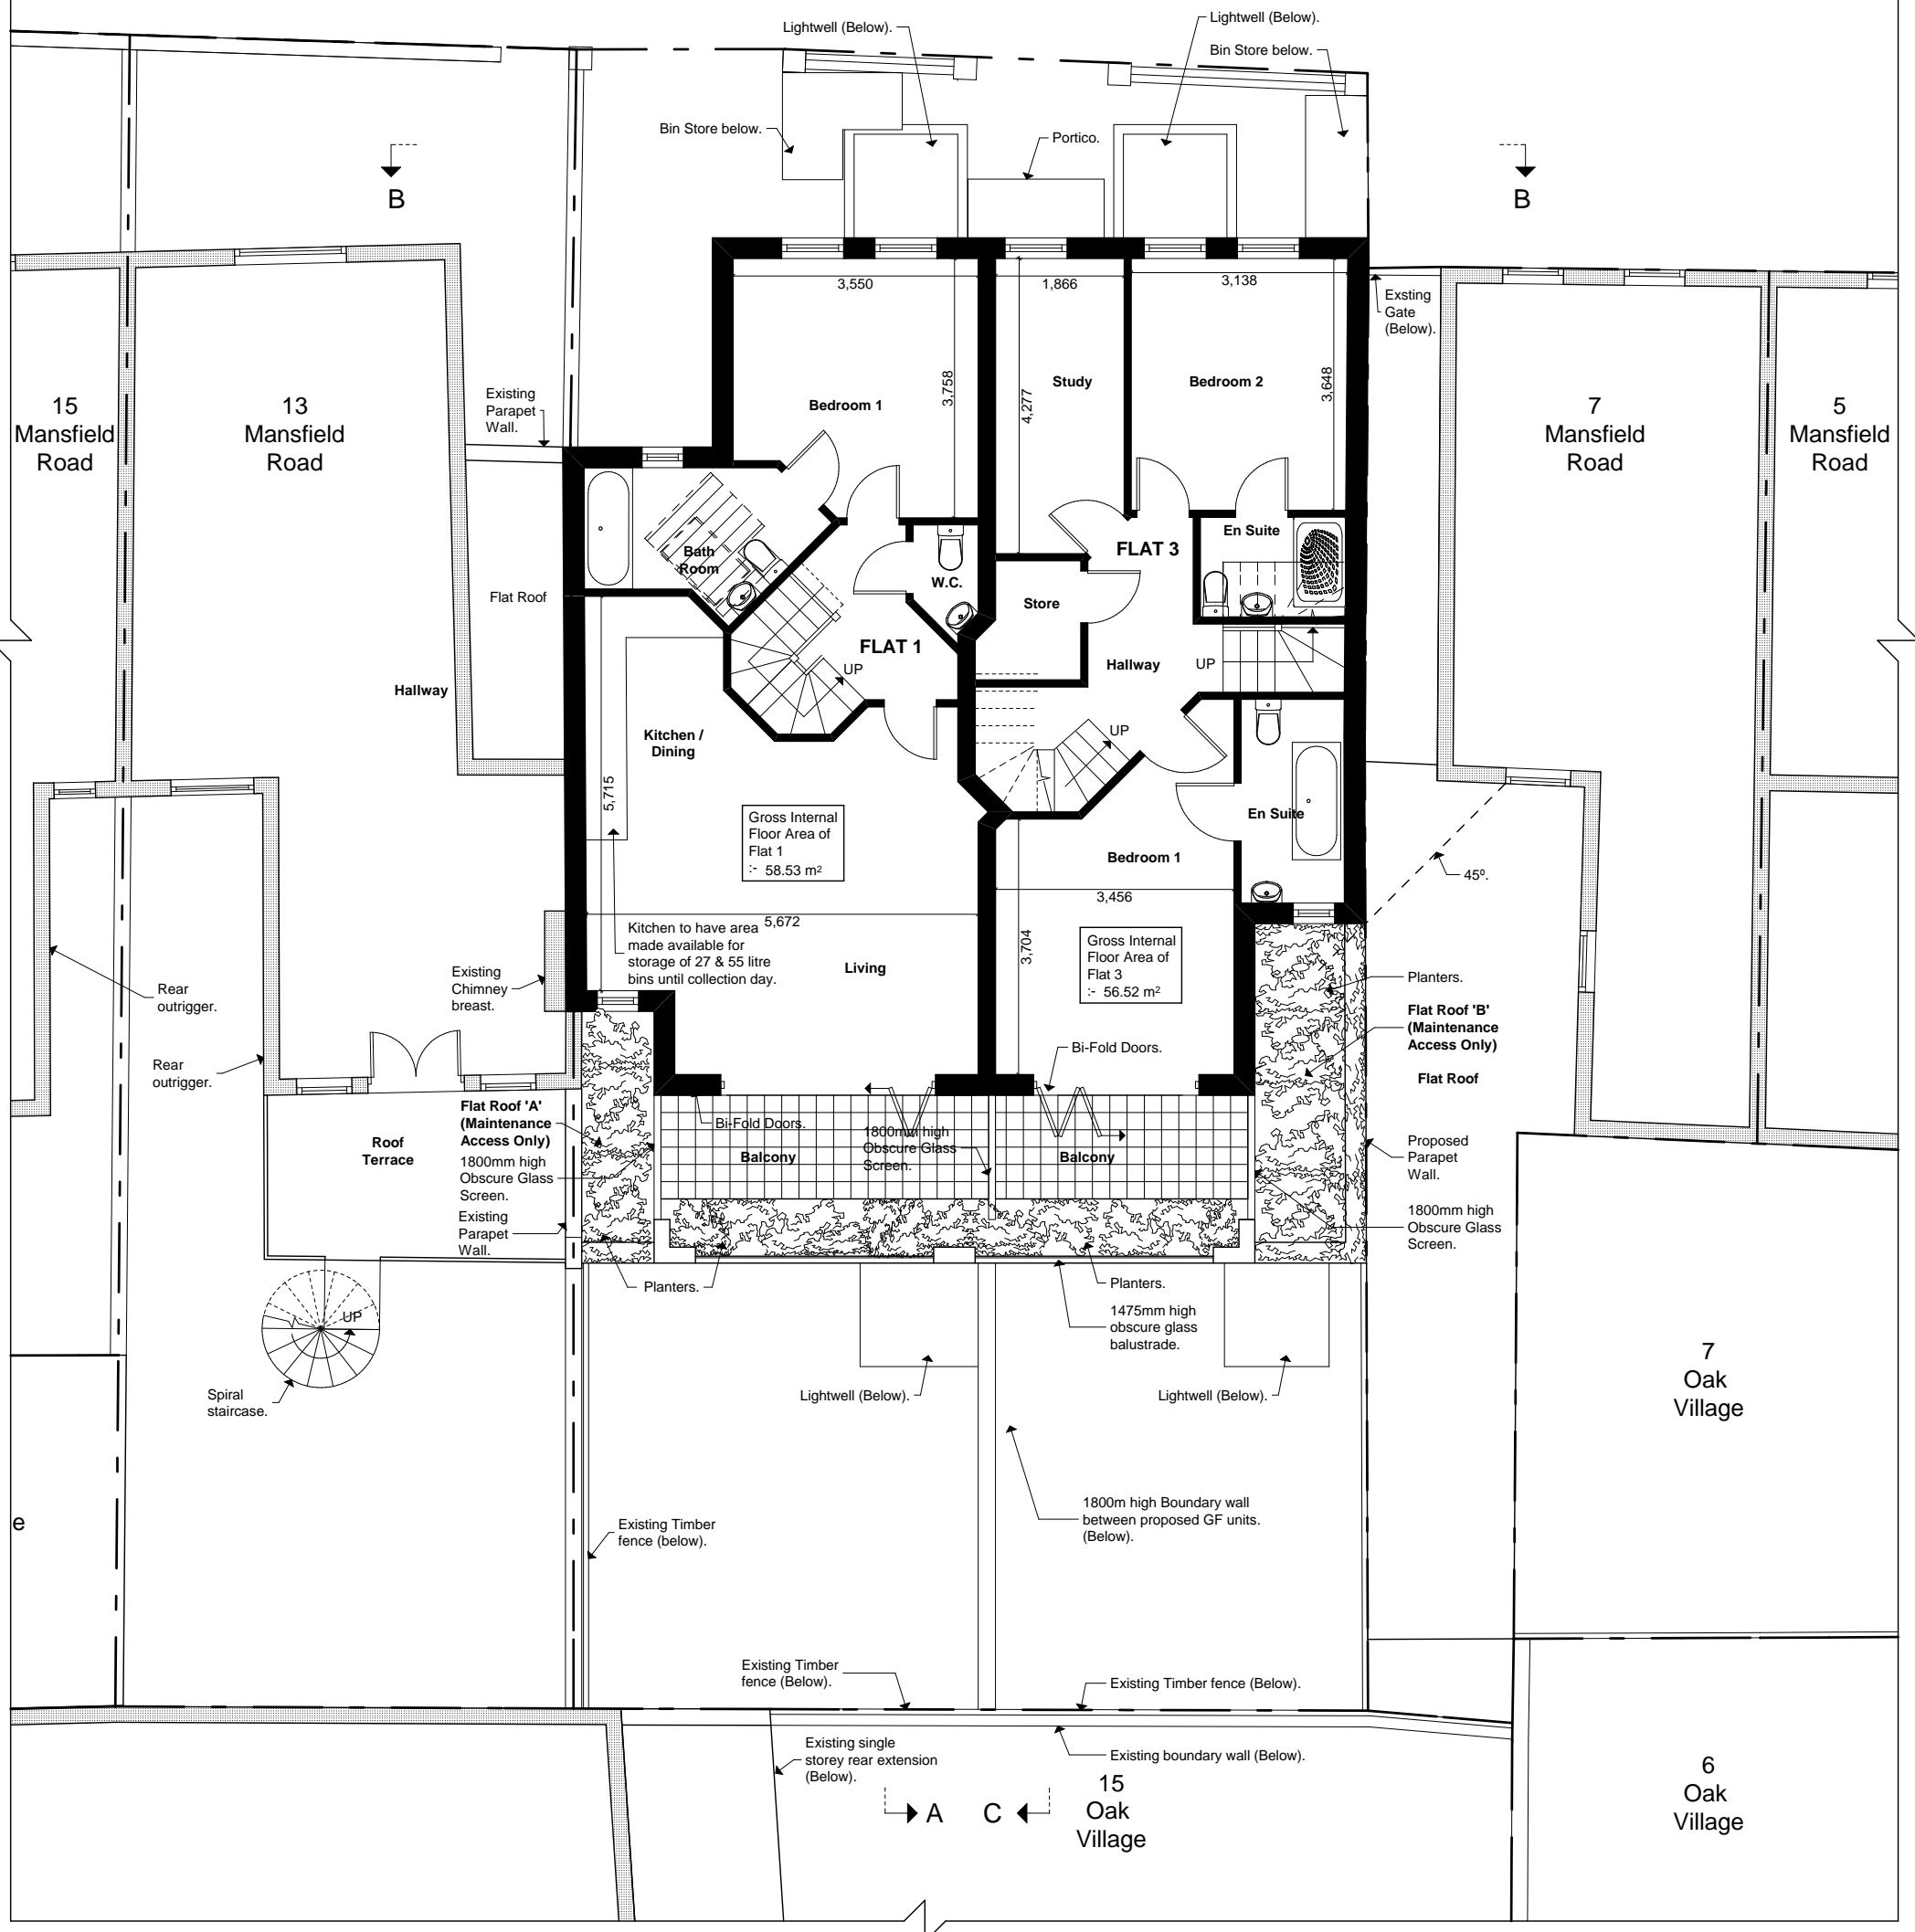 Lightwell (Below).
Lightwell (Below).
Bin Store below.
Bin Store below.
Portico.
B
B
3,550
1,866
3,138
Exsting
Gate
(Below).
3,758
4,277
3,648
Study
Bedroom 2
Bedroom 1
Existing
Parapet
Wall.
15
Mansfield
Road
13
Mansfield
Road
7
Mansfield
Road
5
Mansfield
Road
Bath
Room
W.C.
En Suite
FLAT 3
Flat Roof
Store
FLAT 1
UP
Hallway
UP
Hallway
Kitchen /
Dining
UP
5,715
Gross Internal
Floor Area of
Flat 1
:- 58.53 m²
En Suite
Bedroom 1
45º.
3,456
5,672
Kitchen to have area
made available for
storage of 27 & 55 litre
bins until collection day.
Living
3,704
Gross Internal
Floor Area of
Flat 3
:- 56.52 m²
Existing
Chimney
breast.
Rear
outrigger.
Rear
outrigger.
Planters.
Flat Roof 'B'
(Maintenance
Access Only)
Flat Roof
Bi-Fold Doors.
Flat Roof 'A'
(Maintenance
Access Only)
1800mm high
Obscure Glass
Screen.
Existing
Parapet
Wall.
Roof
Terrace
Bi-Fold Doors.
Balcony
1800mm high
Obscure Glass
Screen.
Balcony
Proposed
Parapet
Wall.
1800mm high
Obscure Glass
Screen.
Planters.
Planters.
1475mm high
obscure glass
balustrade.
UP
Spiral
staircase.
Lightwell (Below).
Lightwell (Below).
7
Oak
Village
e
Existing Timber
fence (below).
1800m high Boundary wall
between proposed GF units.
(Below).
Existing Timber
fence (Below).
Existing Timber fence (Below).
Existing single
storey rear extension
(Below).
Existing boundary wall (Below).
A
C
15
Oak
Village
6
Oak
Village